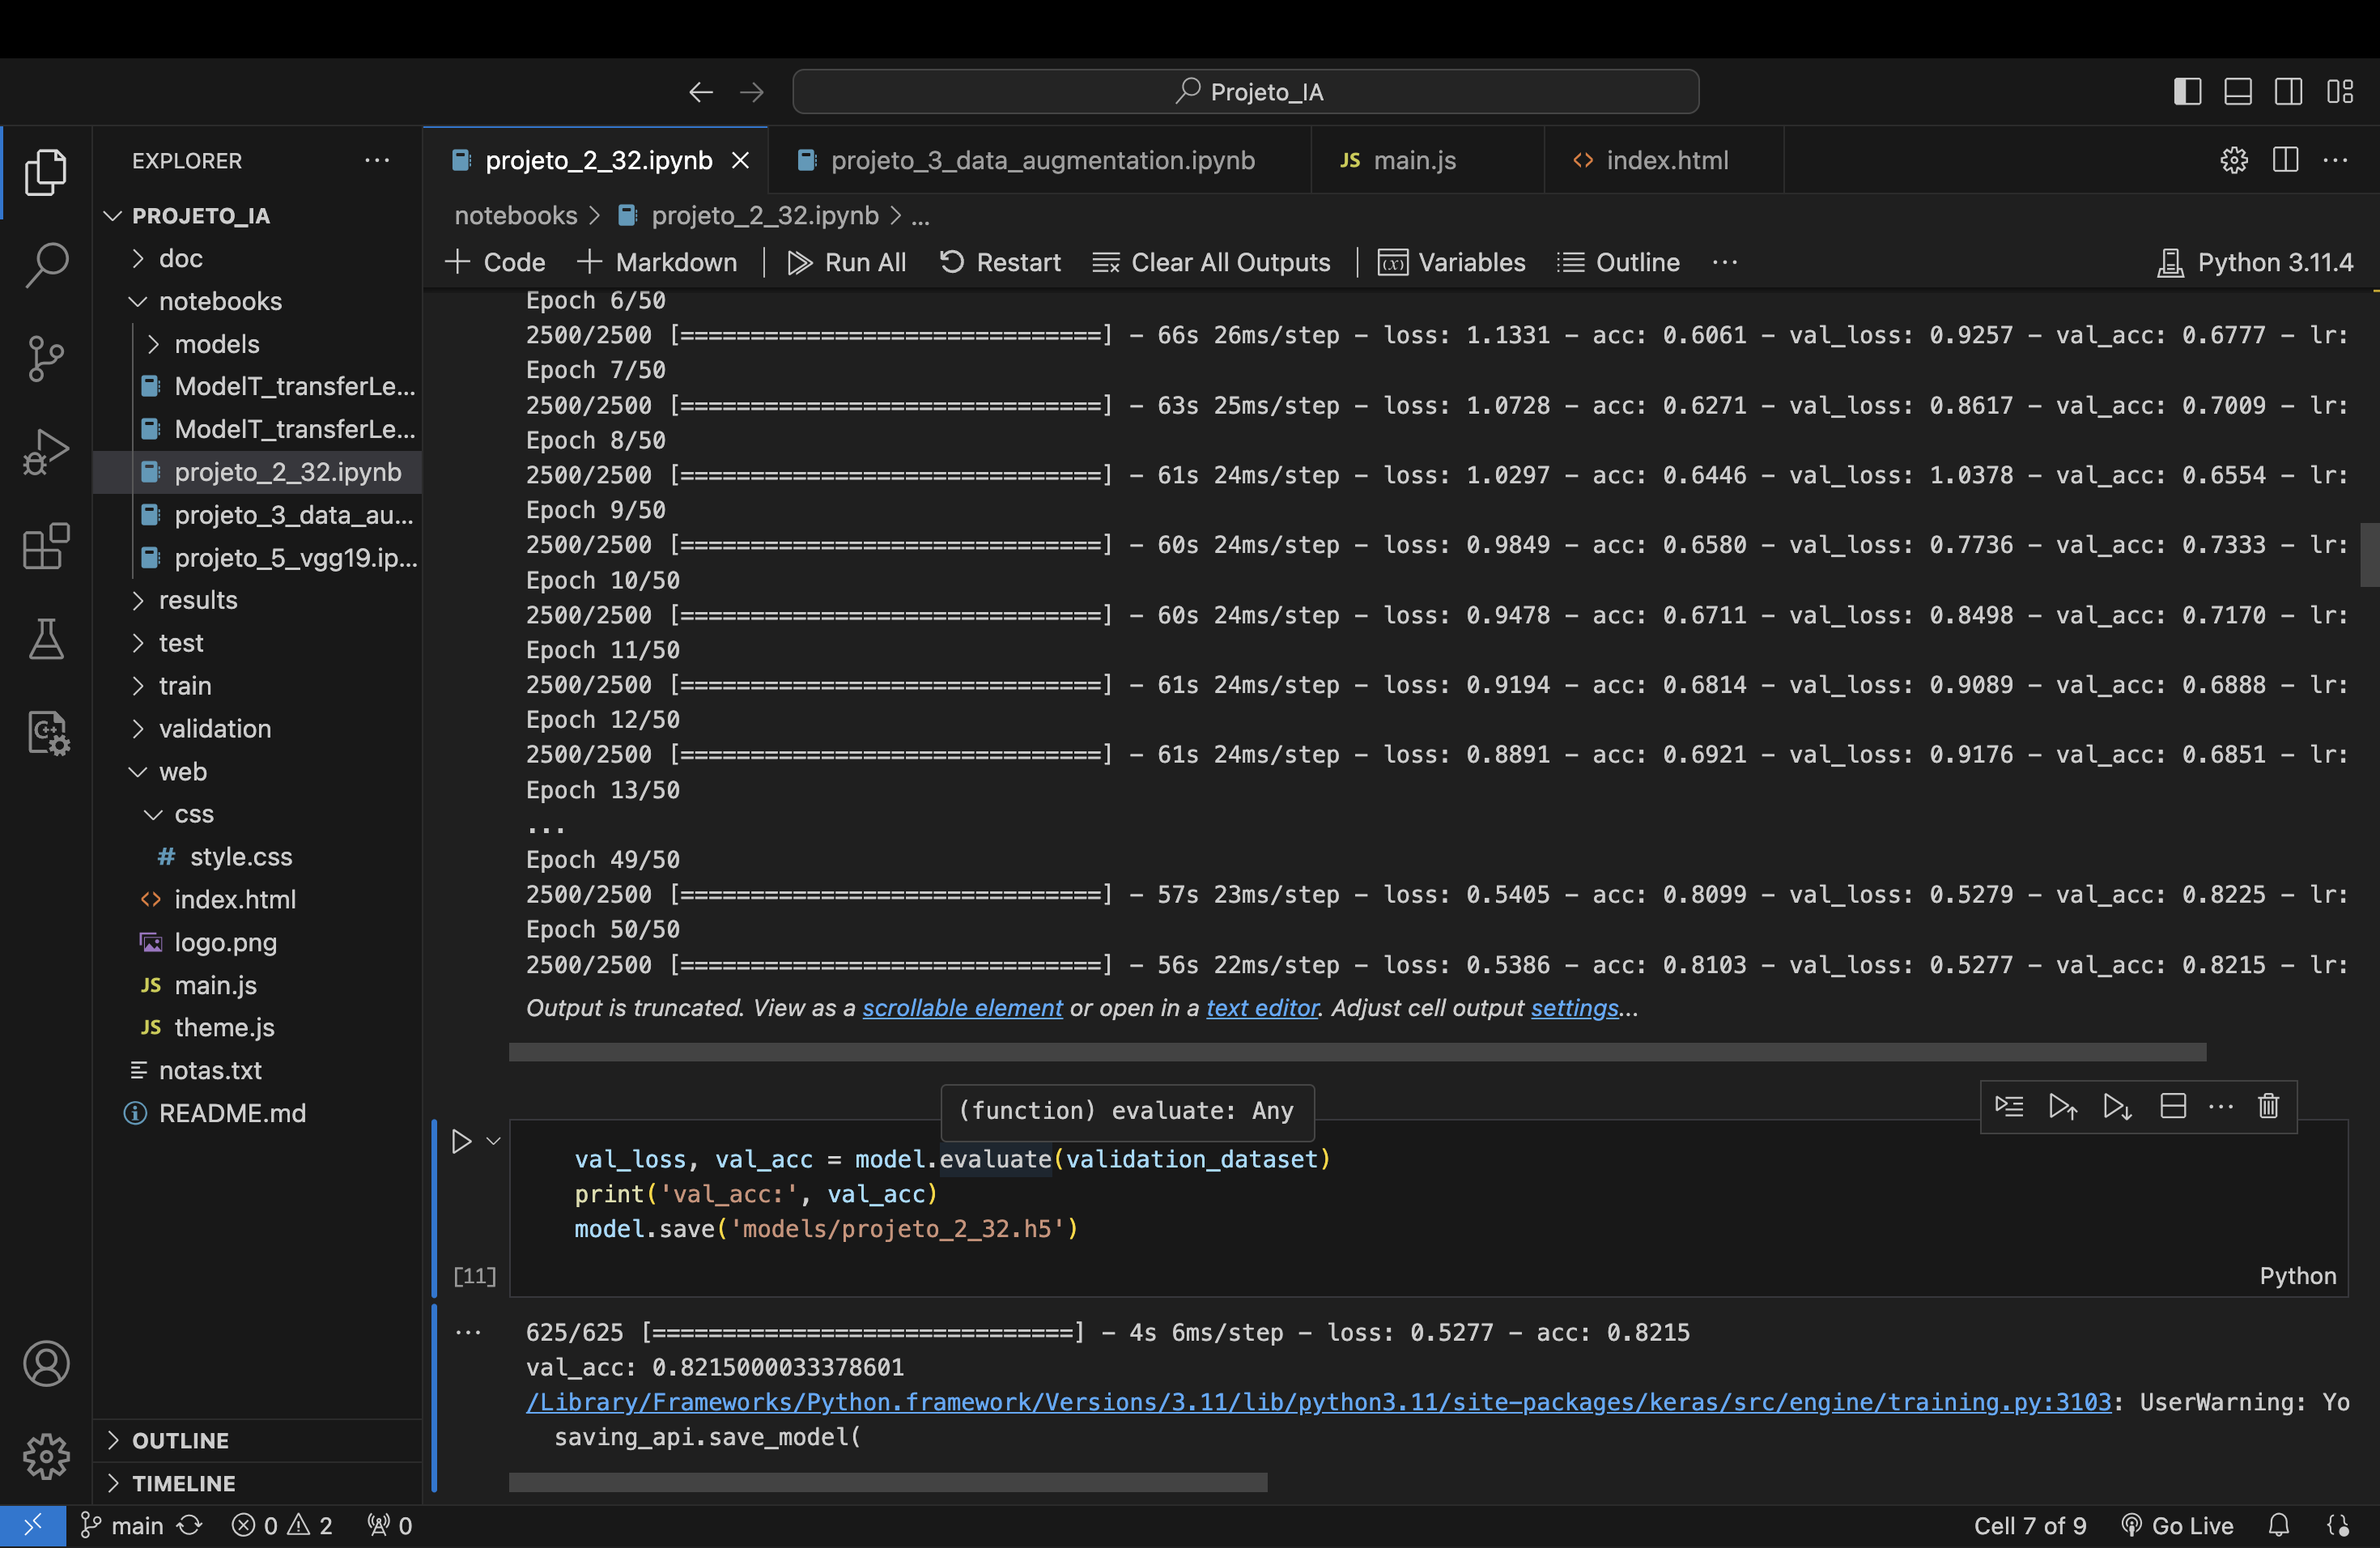 Projeto_IA
EXPLORER
PROJETO_IA
doc
notebooks
models
ModelT_transferLe...
ModelT_transferLe...
projeto_2_32.ipynb
projeto_3_data_au...
projeto_5_vgg19.ip...
results
test
train
validation
web
css
# style.css
<> index.html
logo.png
JS main.js
JS theme.js
notas.txt
README.md
OUTLINE
TIMELINE
projeto_2_32.ipynb
projeto_3_data_augmentation.ipynb
JS main.js
<> index.html
notebooks > projeto_2_32.ipynb > ...
+ Code + Markdown | Run All Restart Clear All Outputs | Variables Outline ... Python 3.11.4
Epoch 6/50
2500/2500 [==============================] - 66s 26ms/step - loss: 1.1331 - acc: 0.6061 - val_loss: 0.9257 - val_acc: 0.6777 - lr:
Epoch 7/50
2500/2500 [==============================] - 63s 25ms/step - loss: 1.0728 - acc: 0.6271 - val_loss: 0.8617 - val_acc: 0.7009 - lr:
Epoch 8/50
2500/2500 [==============================] - 61s 24ms/step - loss: 1.0297 - acc: 0.6446 - val_loss: 1.0378 - val_acc: 0.6554 - lr:
Epoch 9/50
2500/2500 [==============================] - 60s 24ms/step - loss: 0.9849 - acc: 0.6580 - val_loss: 0.7736 - val_acc: 0.7333 - lr:
Epoch 10/50
2500/2500 [==============================] - 60s 24ms/step - loss: 0.9478 - acc: 0.6711 - val_loss: 0.8498 - val_acc: 0.7170 - lr:
Epoch 11/50
2500/2500 [==============================] - 61s 24ms/step - loss: 0.9194 - acc: 0.6814 - val_loss: 0.9089 - val_acc: 0.6888 - lr:
Epoch 12/50
2500/2500 [==============================] - 61s 24ms/step - loss: 0.8891 - acc: 0.6921 - val_loss: 0.9176 - val_acc: 0.6851 - lr:
Epoch 13/50
...
Epoch 49/50
2500/2500 [==============================] - 57s 23ms/step - loss: 0.5405 - acc: 0.8099 - val_loss: 0.5279 - val_acc: 0.8225 - lr:
Epoch 50/50
2500/2500 [==============================] - 56s 22ms/step - loss: 0.5386 - acc: 0.8103 - val_loss: 0.5277 - val_acc: 0.8215 - lr:
Output is truncated. View as a scrollable element or open in a text editor. Adjust cell output settings...
(function) evaluate: Any
val_loss, val_acc = model.evaluate(validation_dataset)
print('val_acc:', val_acc)
model.save('models/projeto_2_32.h5')
[11]
Python
625/625 [==============================] - 4s 6ms/step - loss: 0.5277 - acc: 0.8215
val_acc: 0.8215000033378601
/Library/Frameworks/Python.framework/Versions/3.11/lib/python3.11/site-packages/keras/src/engine/training.py:3103: UserWarning: Yo
saving_api.save_model(
main 0 2 0
Cell 7 of 9 Go Live